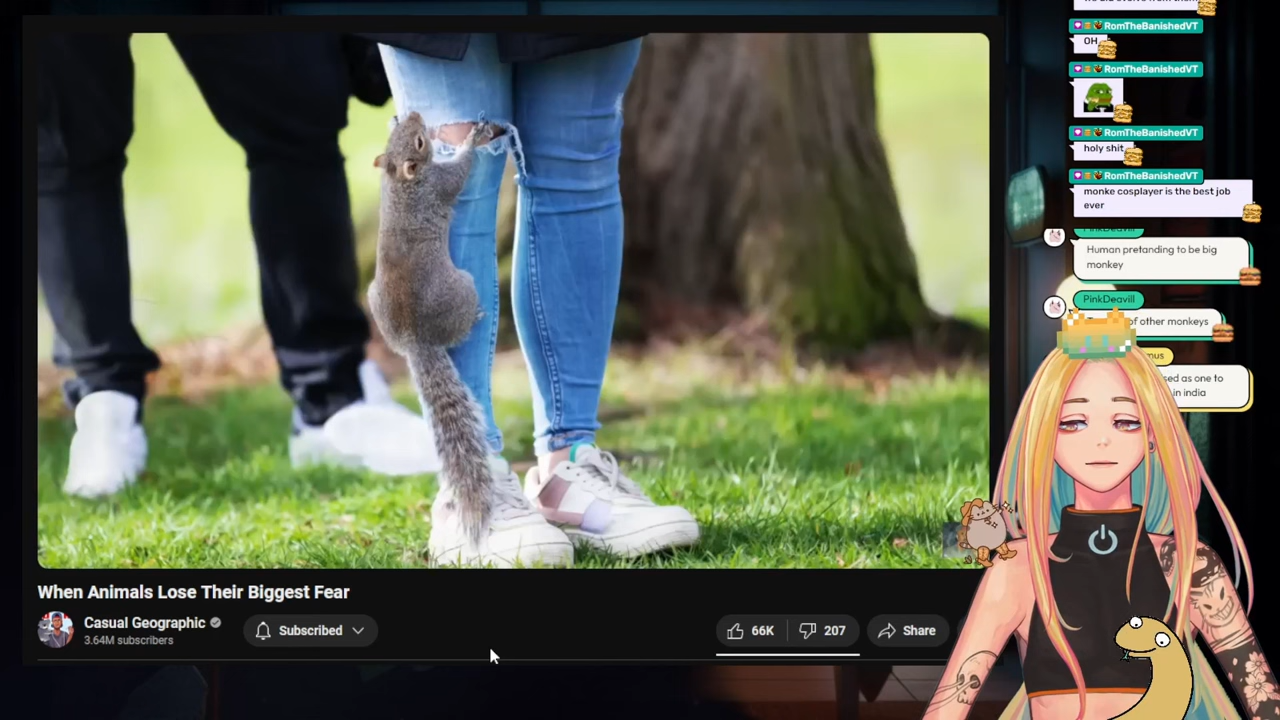 RomTheBanishedVT
OH
RomTheBanishedVT
RomTheBanishedVT
holy shit
RomTheBanishedVT
monke cosplayer is the best job
ever
PinkDeavill
Human pretanding to be big
monkey
PinkDeavill
of other monkeys
mus
sed as one to
in india
When Animals Lose Their Biggest Fear
Casual Geographic
3.64M subscribers
Subscribed
66K
207
Share